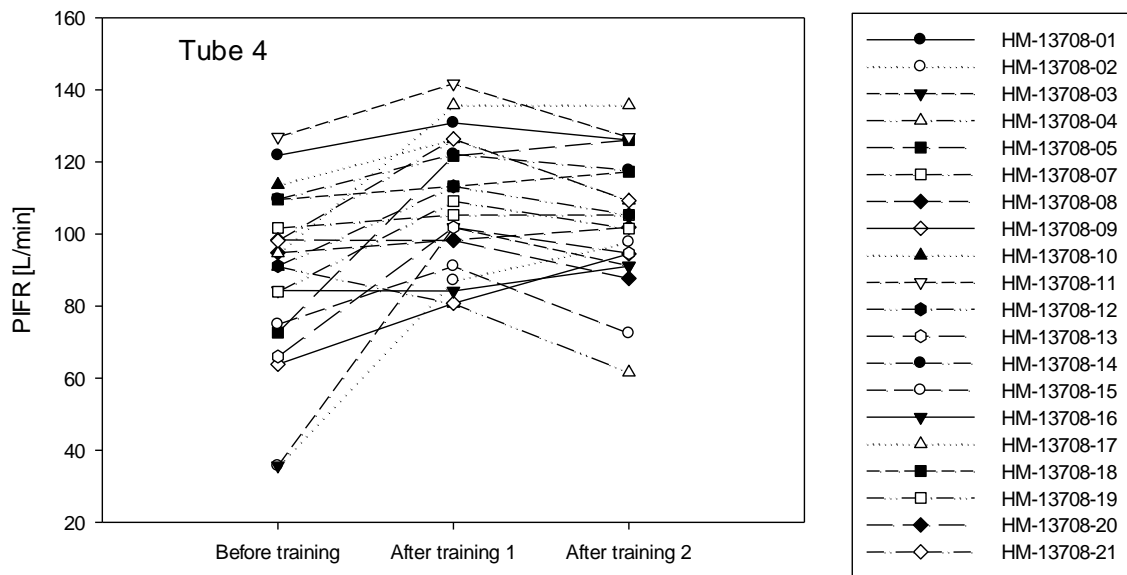 Tube 4
PIFR [L/min]
160
140
120
100
80
60
40
20
Before training After training 1 After training 2
HM-13708-01
HM-13708-02
HM-13708-03
HM-13708-04
HM-13708-05
HM-13708-07
HM-13708-08
HM-13708-09
HM-13708-10
HM-13708-11
HM-13708-12
HM-13708-13
HM-13708-14
HM-13708-15
HM-13708-16
HM-13708-17
HM-13708-18
HM-13708-19
HM-13708-20
HM-13708-21